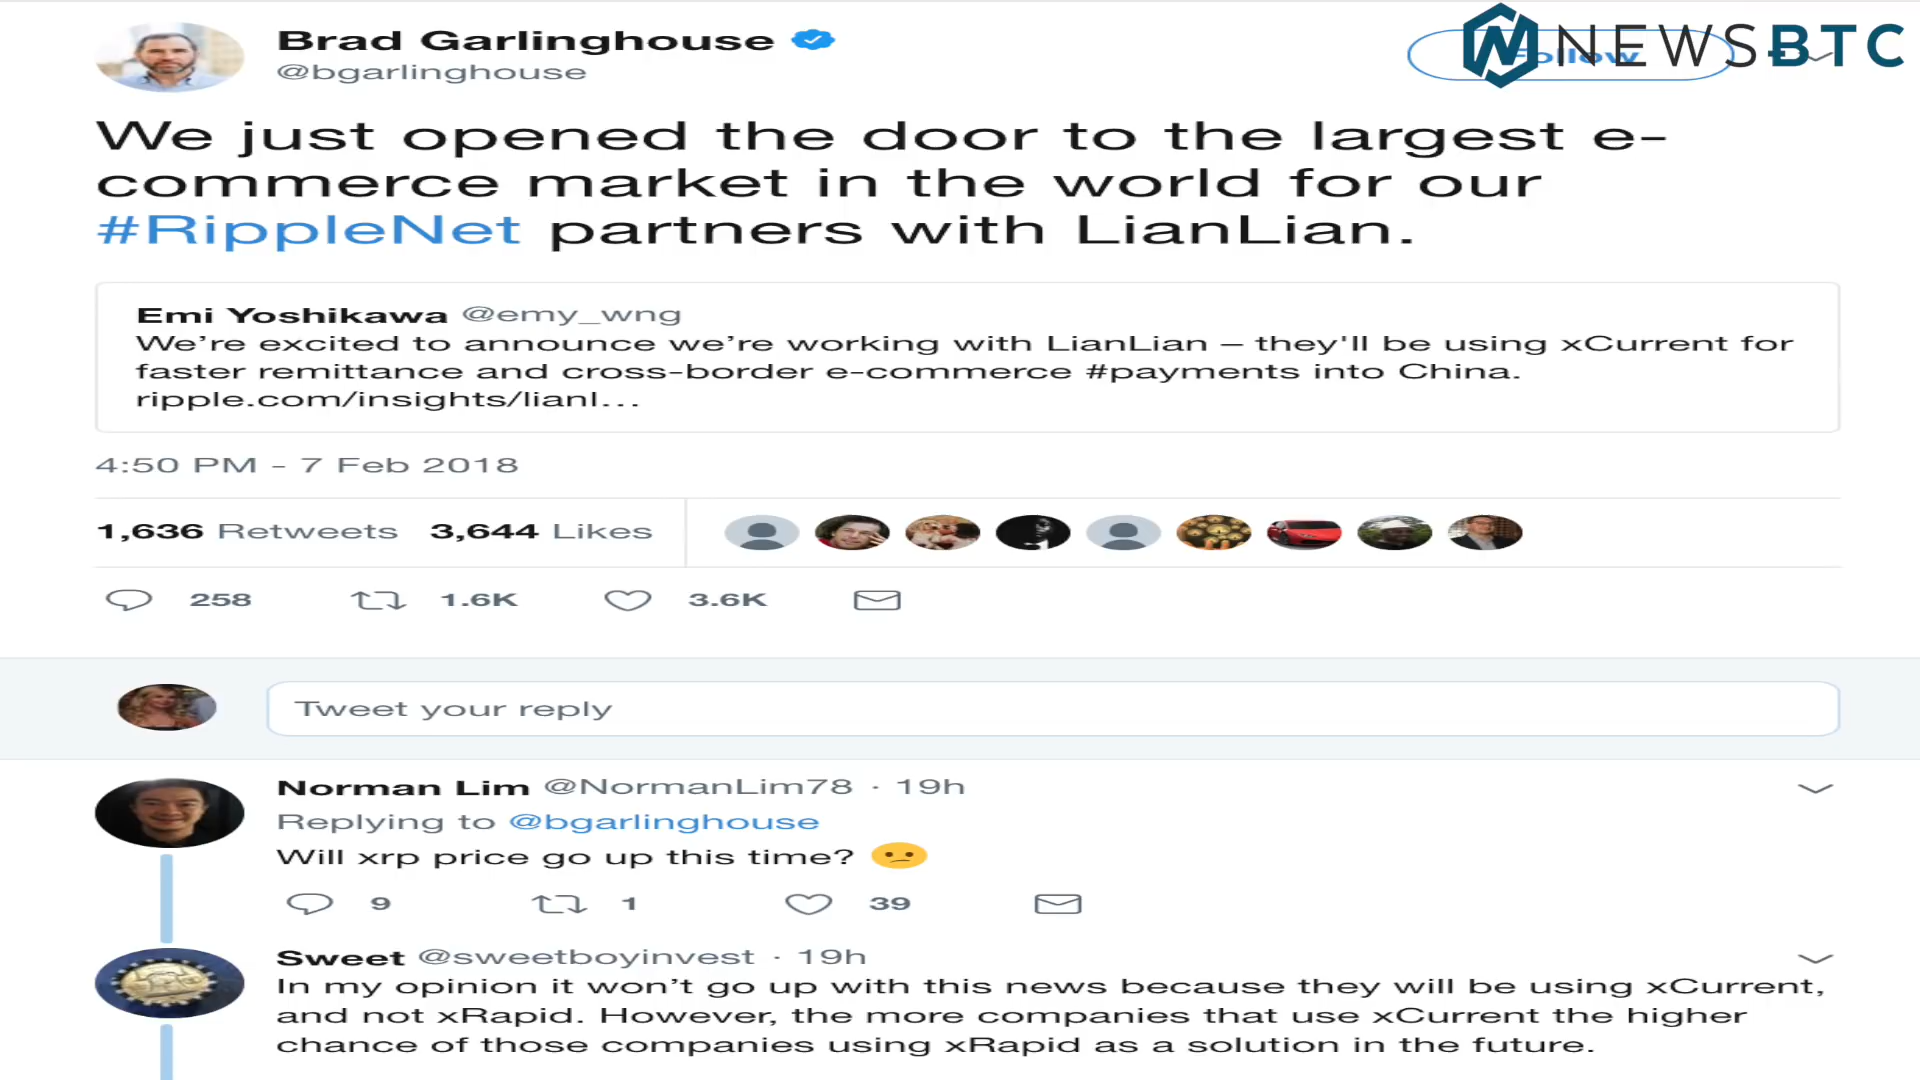 Brad Garlinghouse
@bgarlinghouse
Follow
NEWSBTC
We just opened the door to the largest e-
commerce market in the world for our
#RippleNet partners with LianLian.
Emi Yoshikawa @emy_wng
We’re excited to announce we’re working with LianLian – they'll be using xCurrent for
faster remittance and cross-border e-commerce #payments into China.
ripple.com/insights/lianl…
4:50 PM - 7 Feb 2018
1,636 Retweets 3,644 Likes
258 1.6K 3.6K
Tweet your reply
Norman Lim @NormanLim78 · 19h
Replying to @bgarlinghouse
Will xrp price go up this time? 😕
9 1 39
Sweet @sweetboyinvest · 19h
In my opinion it won’t go up with this news because they will be using xCurrent,
and not xRapid. However, the more companies that use xCurrent the higher
chance of those companies using xRapid as a solution in the future.